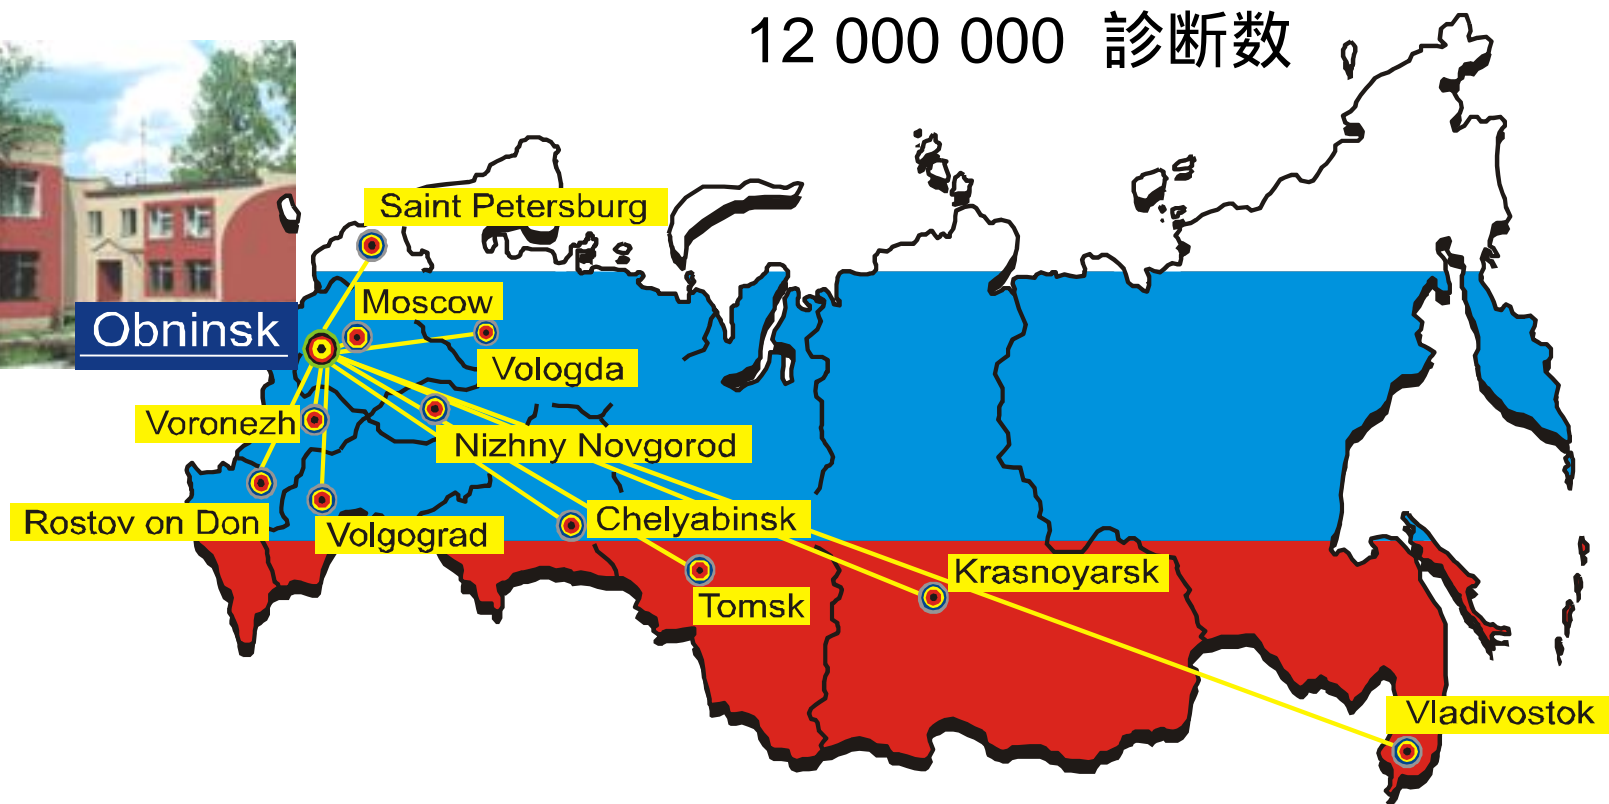 12 000 000 診断数
Saint Petersburg
Moscow
Obninsk
Vologda
Voronezh
Nizhny Novgorod
Rostov on Don
Volgograd
Chelyabinsk
Krasnoyarsk
Tomsk
Vladivostok